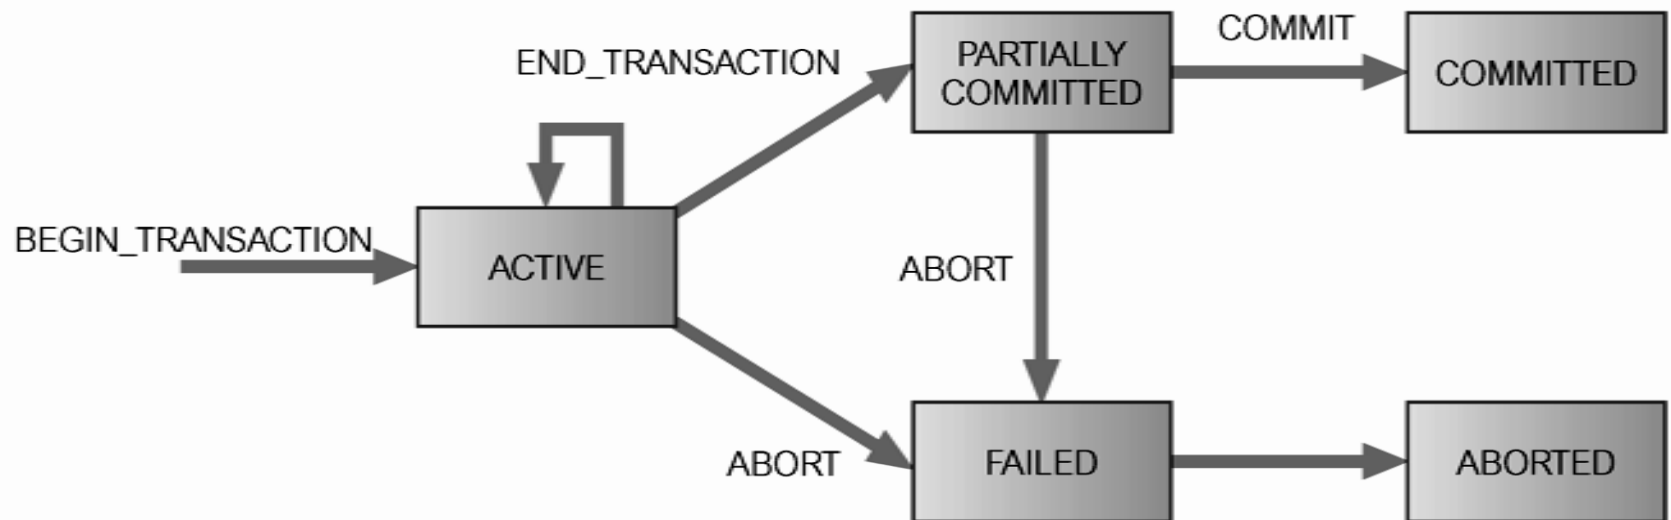 COMMIT
PARTIALLY
COMMITTED
END_TRANSACTION
COMMITTED
BEGIN_TRANSACTION
ACTIVE
ABORT
ABORT
FAILED
ABORTED